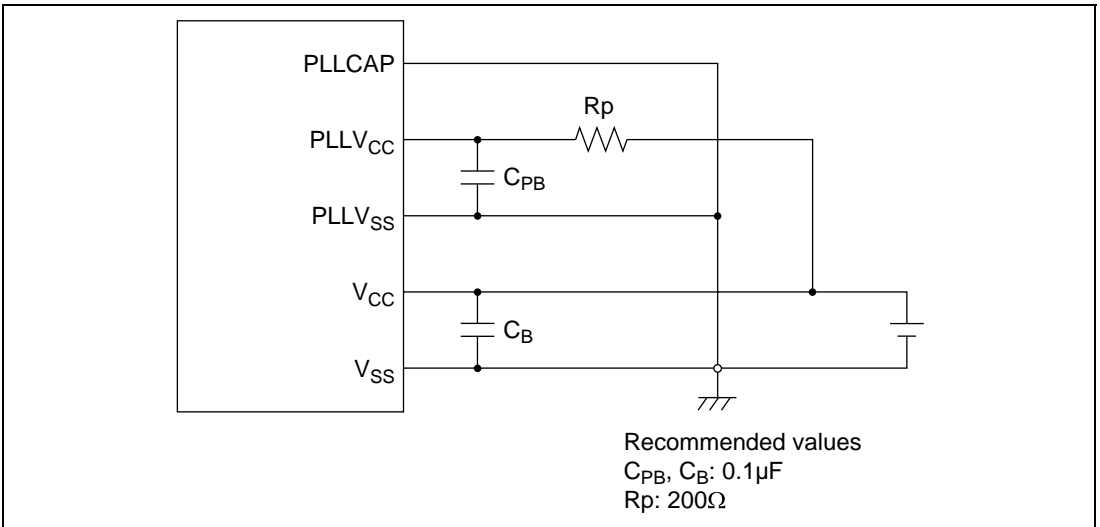 PLLCAP
Rp
PLLVCC
CPB
PLLVSS
VCC
CB
VSS
Recommended values
CPB, CB: 0.1μF
Rp: 200Ω